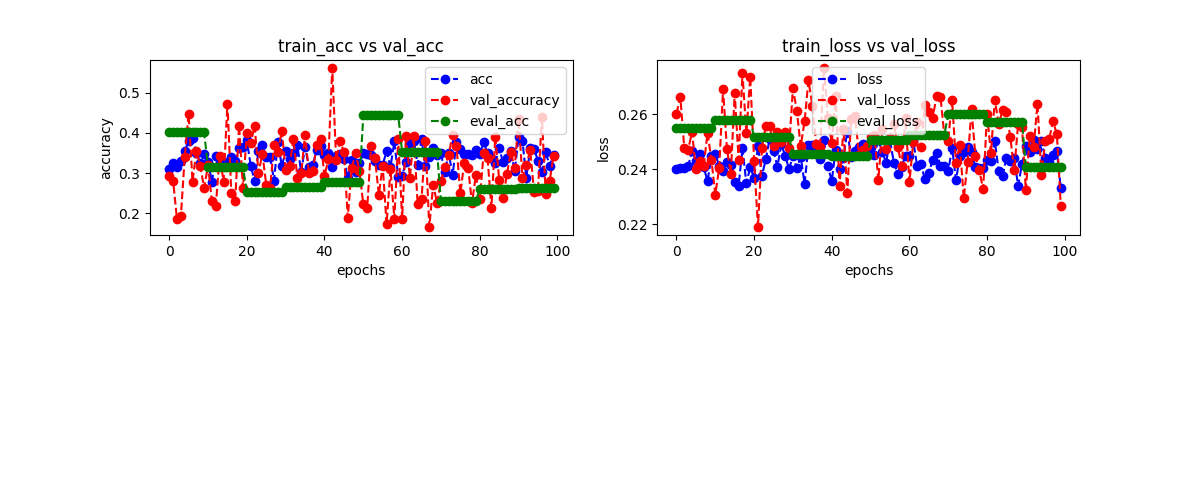 train_acc vs val_acc
accuracy
0.5
0.4
0.3
0.2
acc
val_accuracy
eval_acc
0
20
40
60
80
100
epochs
train_loss vs val_loss
loss
0.26
0.24
0.22
loss
val_loss
eval_loss
0
20
40
60
80
100
epochs